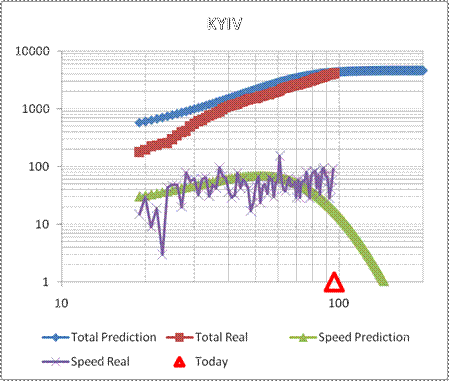 KYIV
10000
1000
100
10
1
10
100
Total Prediction
Total Real
Speed Prediction
Speed Real
Today